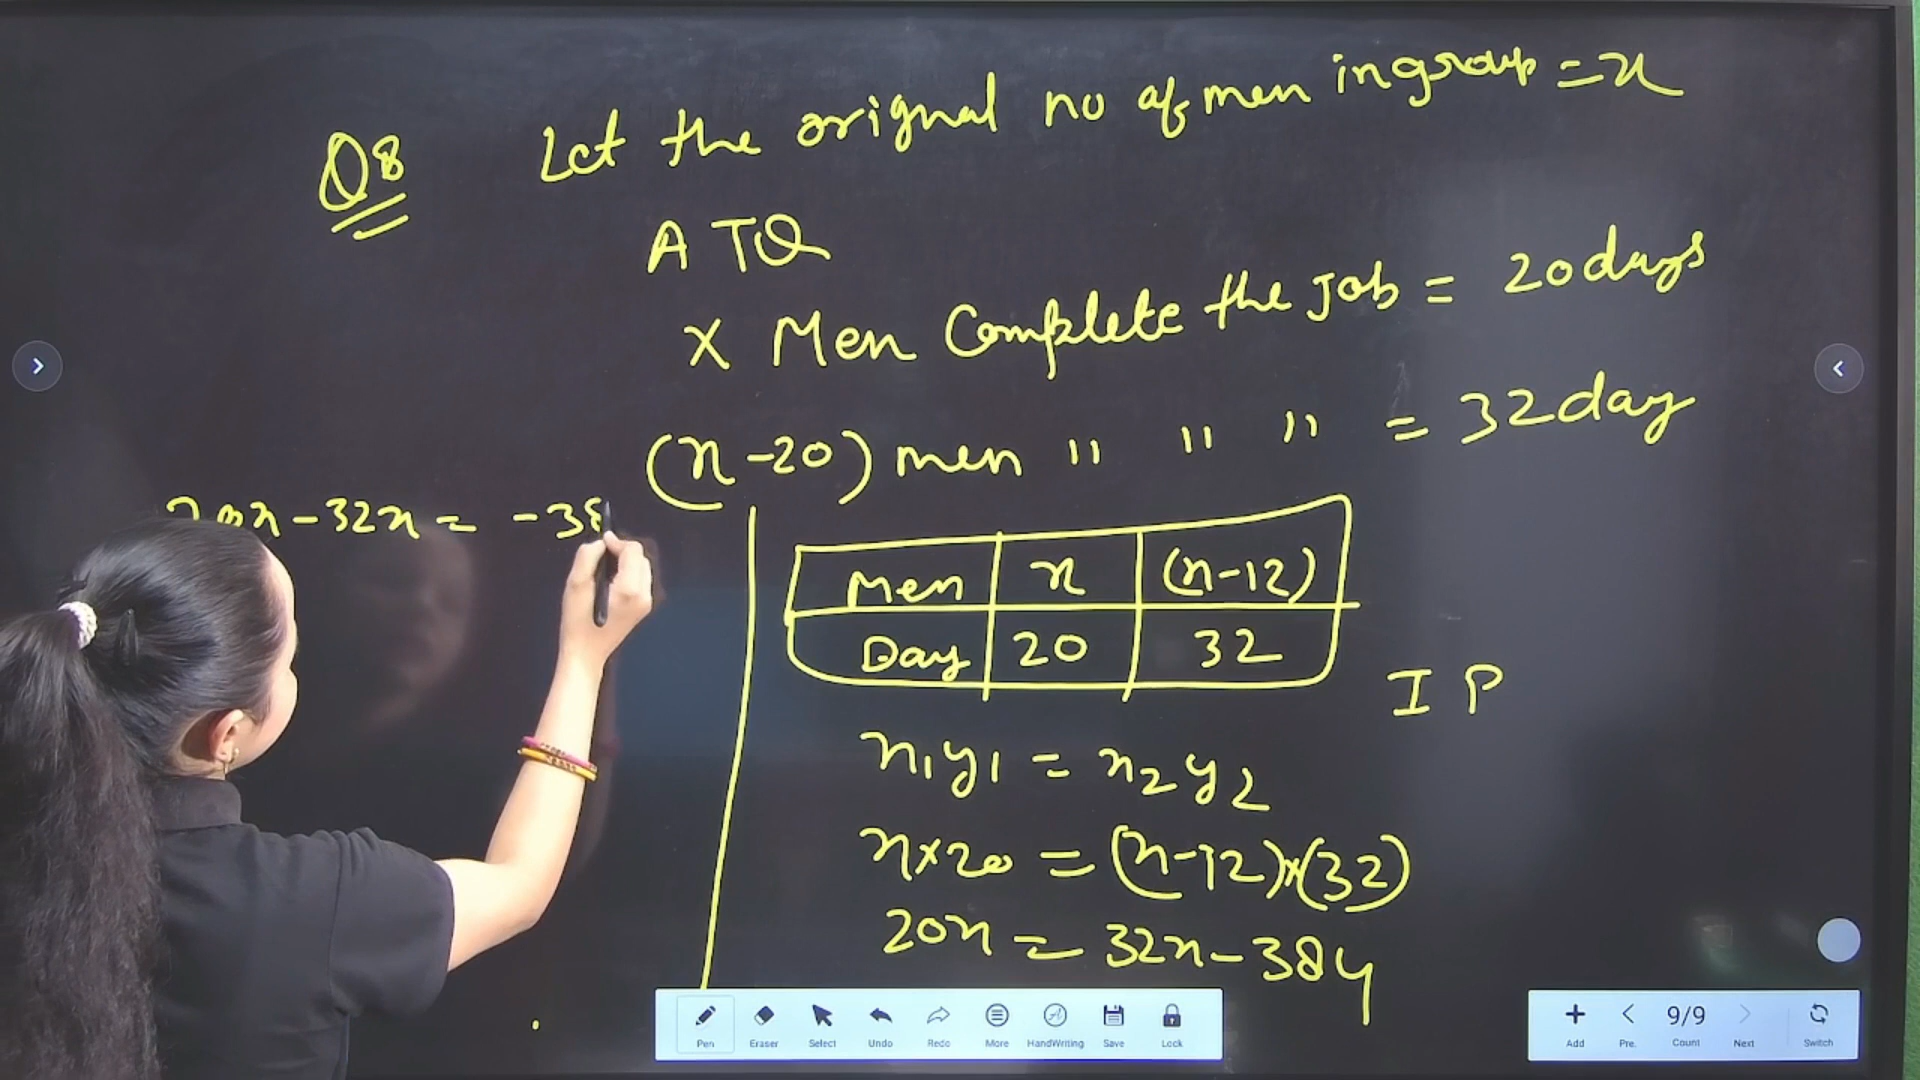 Q8 Let the orignal no of men in group = x
A TQ
x Men Complete the job = 20 days
(x-20) men " " " = 32 day
Men x (x-12)
Day 20 32
I P
x1y1 = x2y2
x×20 = (x-12)×(32)
20x = 32x-384
20x-32x = -38
Pen Eraser Select Undo Redo More HandWriting Save Lock
Add Pre. 9/9 Count Next Switch